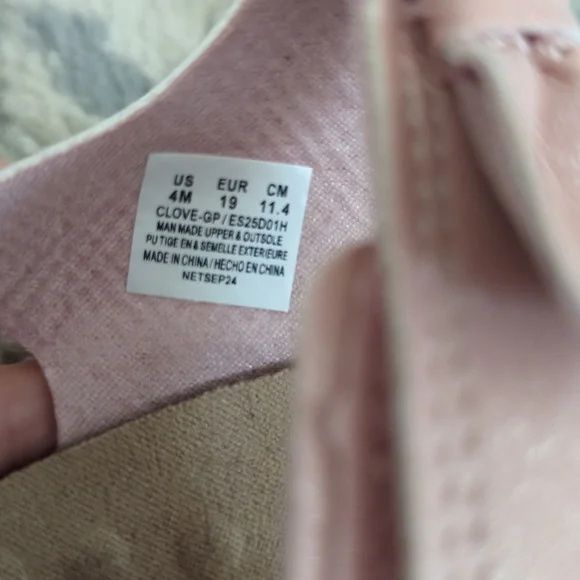 US EUR CM
4M 19 11.4
CLOVE-GP/ES25D01H
MAN MADE UPPER & OUTSOLE
PU TIGE EN & SEMELLE EXTERIEURE
MADE IN CHINA/HECHO EN CHINA
NETSEP24